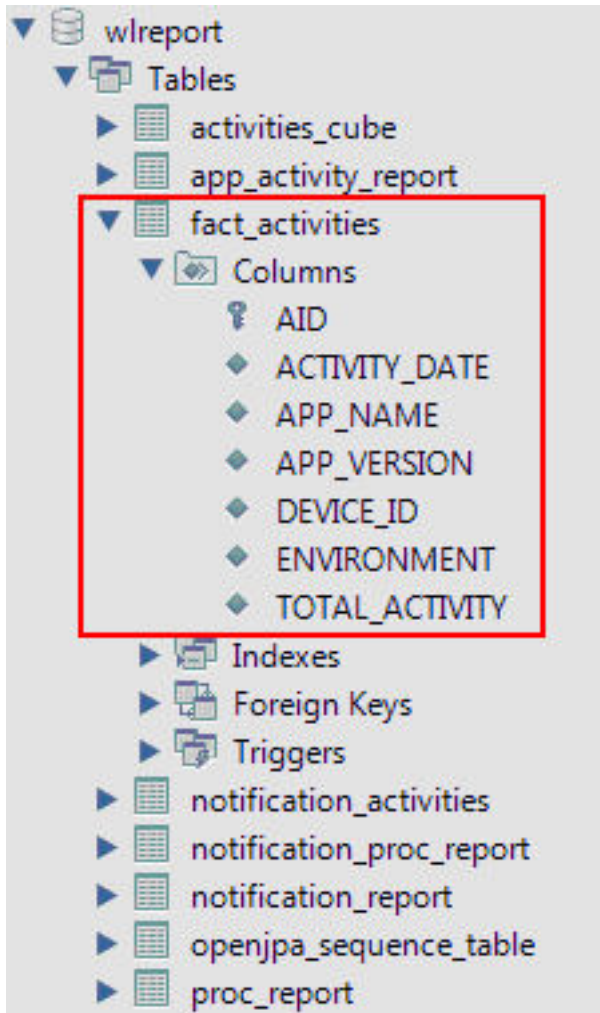 wlreport
Tables
activities_cube
app_activity_report
fact_activities
Columns
AID
ACTIVITY_DATE
APP_NAME
APP_VERSION
DEVICE_ID
ENVIRONMENT
TOTAL_ACTIVITY
Indexes
Foreign Keys
Triggers
notification_activities
notification_proc_report
notification_report
openjpa_sequence_table
proc_report